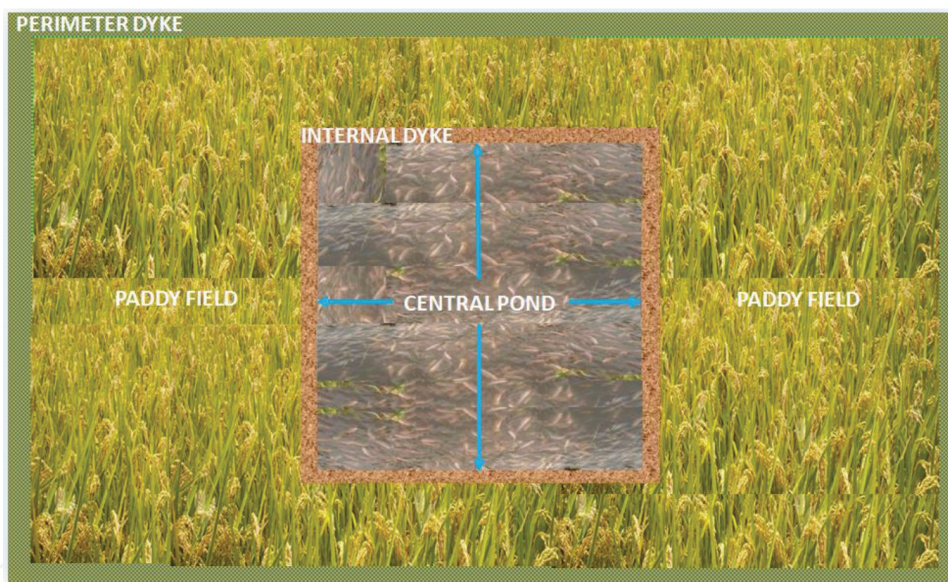 PERIMETER DYKE
INTERNAL DYKE
PADDY FIELD
CENTRAL POND
PADDY FIELD